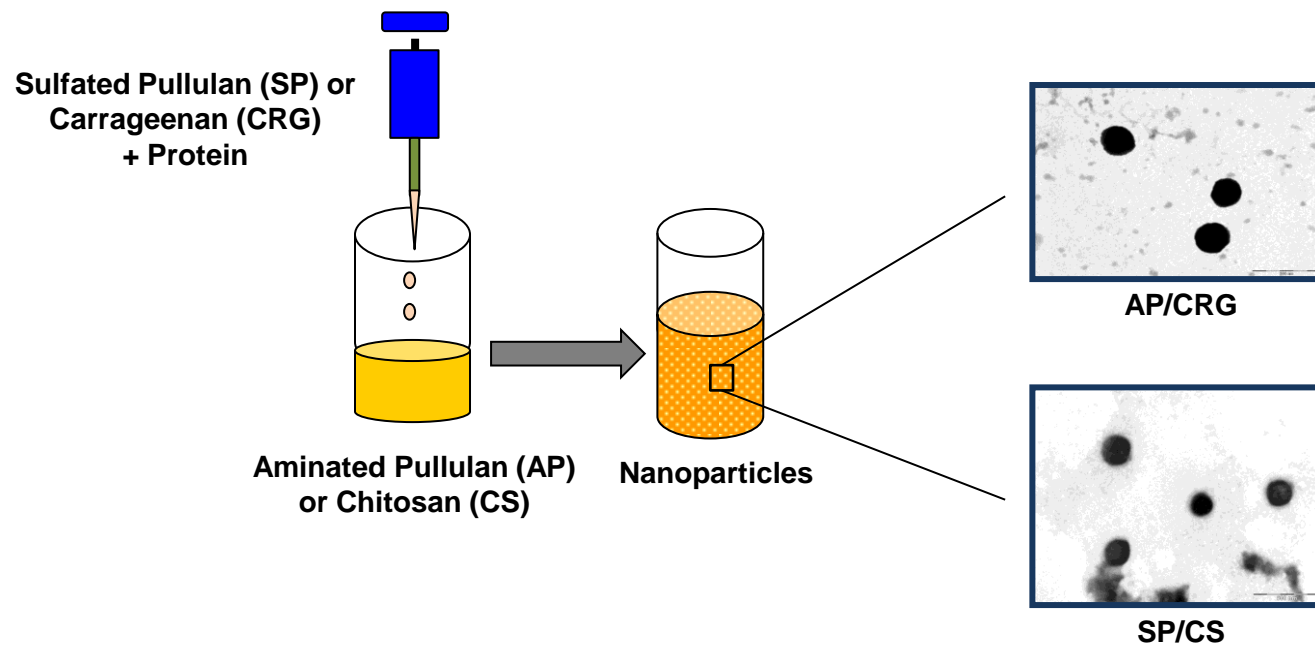 Sulfated Pullulan (SP) or
Carrageenan (CRG)
+ Protein
Aminated Pullulan (AP)
or Chitosan (CS)
Nanoparticles
AP/CRG
SP/CS